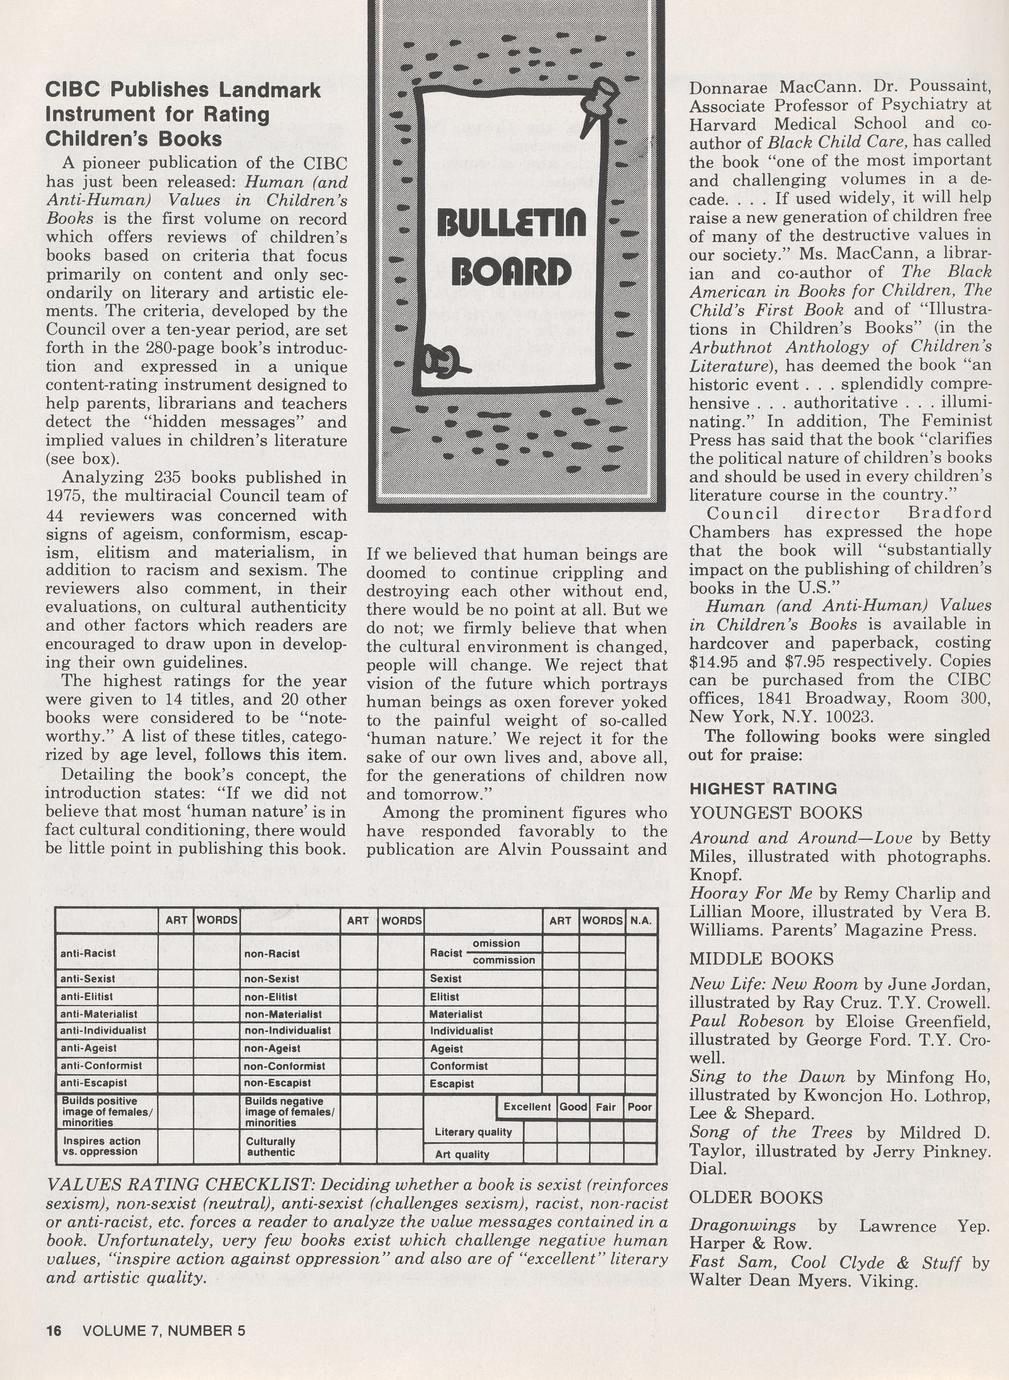 CIBC Publishes Landmark
Instrument for Rating
Children's Books
A pioneer publication of the CIBC
has just been released: Human (and
Anti-Human) Values in Children's
Books is the first volume on record
which offers reviews of children's
books based on criteria that focus
primarily on content and only sec-
ondarily on literary and artistic ele-
ments. The criteria, developed by the
Council over a ten-year period, are set
forth in the 280-page book's introduc-
tion and expressed in a unique
content-rating instrument designed to
help parents, librarians and teachers
detect the “hidden messages” and
implied values in children's literature
(see box).
Analyzing 235 books published in
1975, the multiracial Council team of
44 reviewers was concerned with
signs of ageism, conformism, escap-
ism, elitism and materialism, in
addition to racism and sexism. The
reviewers also comment, in their
evaluations, on cultural authenticity
and other factors which readers are
encouraged to draw upon in develop-
ing their own guidelines.
The highest ratings for the year
were given to 14 titles, and 20 other
books were considered to be “note-
worthy.” A list of these titles, catego-
rized by age level, follows this item.
Detailing the book's concept, the
introduction states: “If we did not
believe that most ‘human nature’ is in
fact cultural conditioning, there would
be little point in publishing this book.
BULLETIN
BOARD
If we believed that human beings are
doomed to continue crippling and
destroying each other without end,
there would be no point at all. But we
do not; we firmly believe that when
the cultural environment is changed,
people will change. We reject that
vision of the future which portrays
human beings as oxen forever yoked
to the painful weight of so-called
‘human nature.’ We reject it for the
sake of our own lives and, above all,
for the generations of children now
and tomorrow.”
Among the prominent figures who
have responded favorably to the
publication are Alvin Poussaint and
Donnarae MacCann. Dr. Poussaint,
Associate Professor of Psychiatry at
Harvard Medical School and co-
author of Black Child Care, has called
the book “one of the most important
and challenging volumes in a de-
cade. . . . If used widely, it will help
raise a new generation of children free
of many of the destructive values in
our society.” Ms. MacCann, a librar-
ian and co-author of The Black
American in Books for Children, The
Child's First Book and of “Illustra-
tions in Children's Books” (in the
Arbuthnot Anthology of Children's
Literature), has deemed the book “an
historic event . . . splendidly compre-
hensive . . . authoritative . . . illumi-
nating.” In addition, The Feminist
Press has said that the book “clarifies
the political nature of children's books
and should be used in every children's
literature course in the country.”
Council director Bradford
Chambers has expressed the hope
that the book will “substantially
impact on the publishing of children's
books in the U.S.”
Human (and Anti-Human) Values
in Children's Books is available in
hardcover and paperback, costing
$14.95 and $7.95 respectively. Copies
can be purchased from the CIBC
offices, 1841 Broadway, Room 300,
New York, N.Y. 10023.
The following books were singled
out for praise:
HIGHEST RATING
YOUNGEST BOOKS
Around and Around—Love by Betty
Miles, illustrated with photographs.
Knopf.
Hooray For Me by Remy Charlip and
Lillian Moore, illustrated by Vera B.
Williams. Parents' Magazine Press.
MIDDLE BOOKS
New Life: New Room by June Jordan,
illustrated by Ray Cruz. T.Y. Crowell.
Paul Robeson by Eloise Greenfield,
illustrated by George Ford. T.Y. Cro-
well.
Sing to the Dawn by Minfong Ho,
illustrated by Kwoncjon Ho. Lothrop,
Lee & Shepard.
Song of the Trees by Mildred D.
Taylor, illustrated by Jerry Pinkney.
Dial.
OLDER BOOKS
Dragonwings by Lawrence Yep.
Harper & Row.
Fast Sam, Cool Clyde & Stuff by
Walter Dean Myers. Viking.
ART WORDS ART WORDS ART WORDS N.A.
anti-Racist non-Racist Racist omission
commission
anti-Sexist non-Sexist Sexist
anti-Elitist non-Elitist Elitist
anti-Materialist non-Materialist Materialist
anti-Individualist non-Individualist Individualist
anti-Ageist non-Ageist Ageist
anti-Conformist non-Conformist Conformist
anti-Escapist non-Escapist Escapist
Builds positive
image of females/
minorities
Builds negative
image of females/
minorities
Excellent Good Fair Poor
Inspires action
vs. oppression
Culturally
authentic
Literary quality
Art quality
VALUES RATING CHECKLIST: Deciding whether a book is sexist (reinforces
sexism), non-sexist (neutral), anti-sexist (challenges sexism), racist, non-racist
or anti-racist, etc. forces a reader to analyze the value messages contained in a
book. Unfortunately, very few books exist which challenge negative human
values, “inspire action against oppression” and also are of “excellent” literary
and artistic quality.
16 VOLUME 7, NUMBER 5